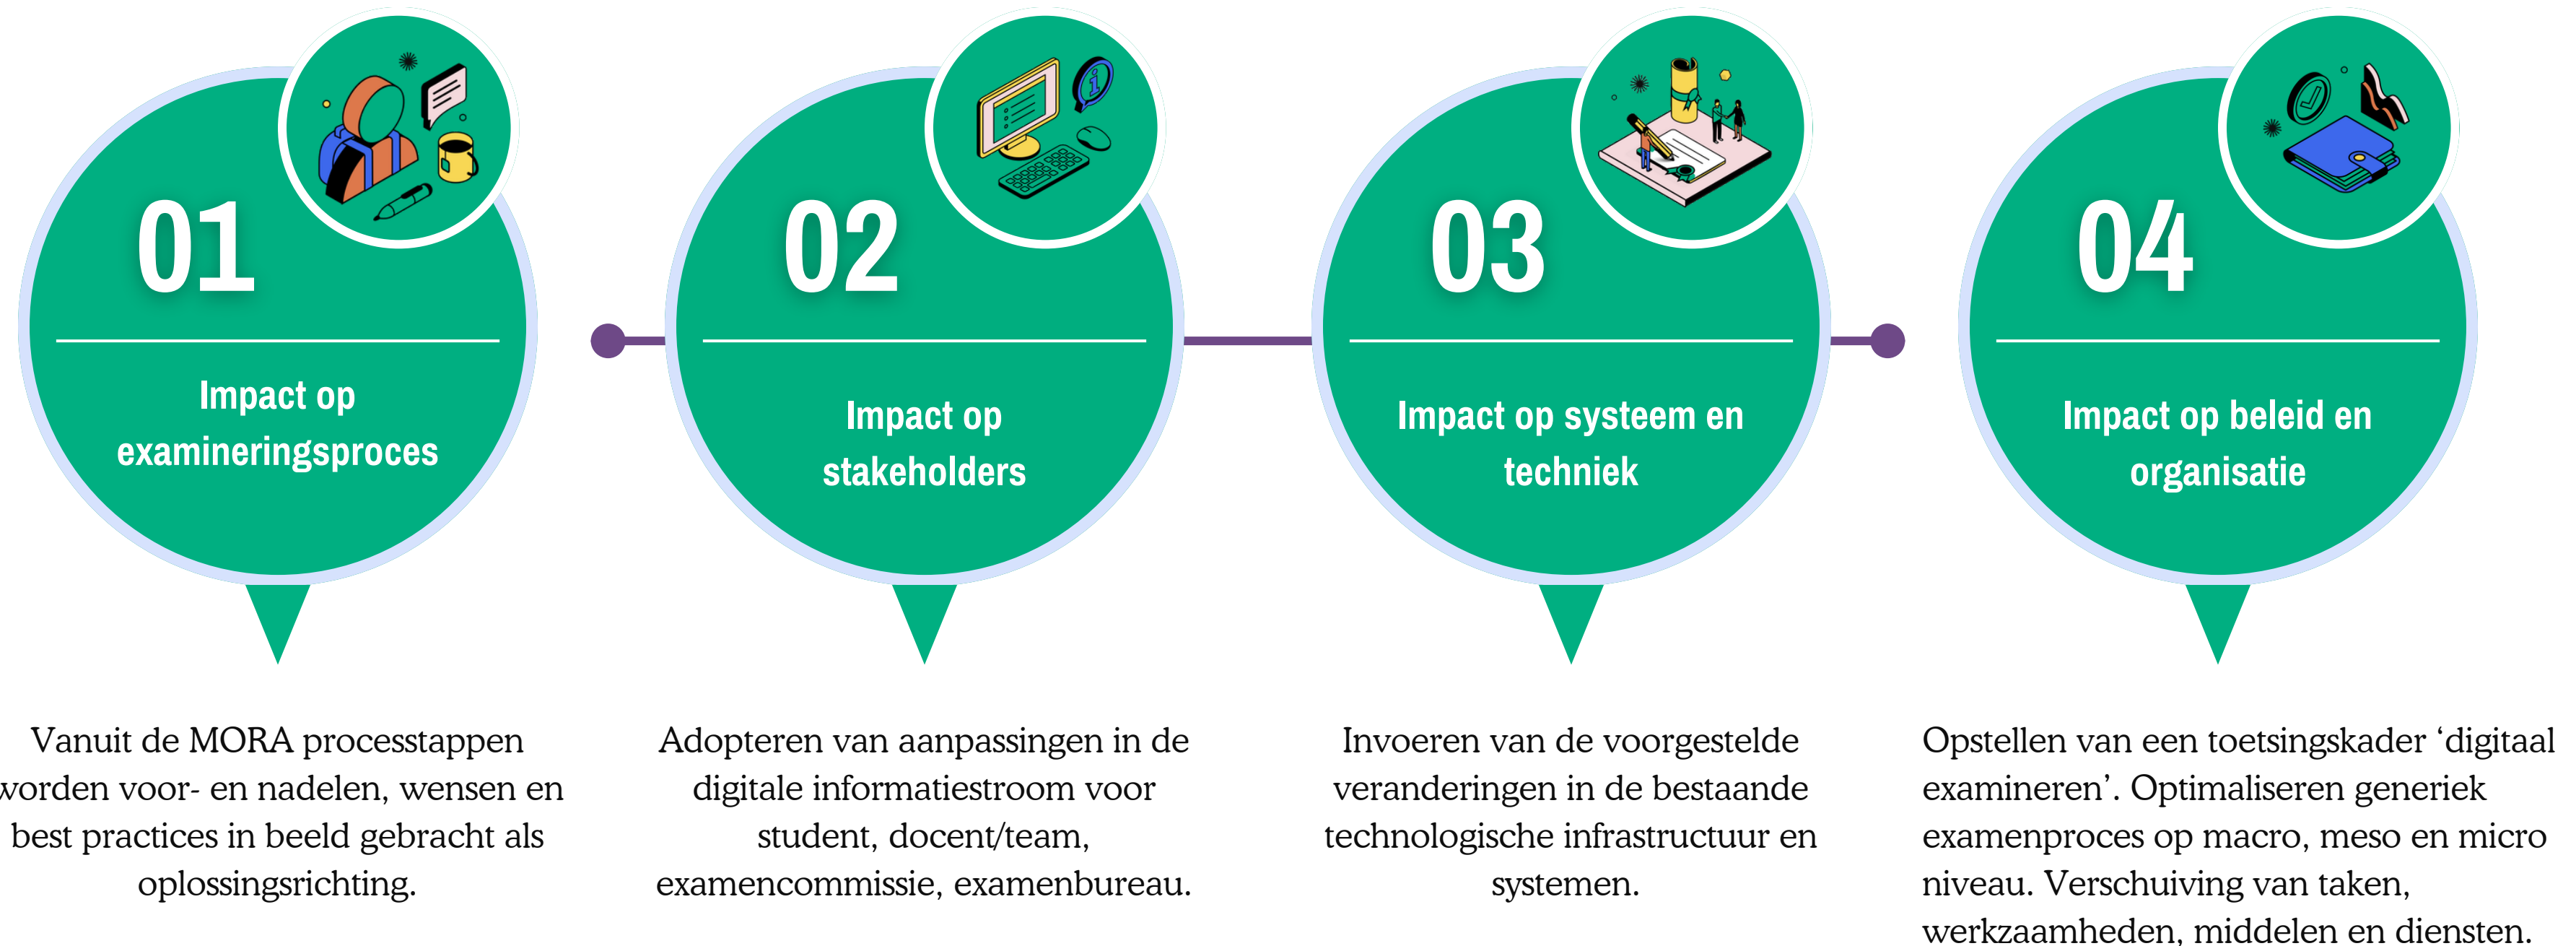 01
Impact op
examineringsproces
Vanuit de MORA processtappen
worden voor- en nadelen, wensen en
best practices in beeld gebracht als
oplossingsrichting.
02
Impact op
stakeholders
Adopteren van aanpassingen in de
digitale informatiestroom voor
student, docent/team,
examencommissie, examenbureau.
03
Impact op systeem en
techniek
Invoeren van de voorgestelde
veranderingen in de bestaande
technologische infrastructuur en
systemen.
04
Impact op beleid en
organisatie
Opstellen van een toetsingskader ‘digitaal
examineren’. Optimaliseren generiek
examenproces op macro, meso en micro
niveau. Verschuiving van taken,
werkzaamheden, middelen en diensten.